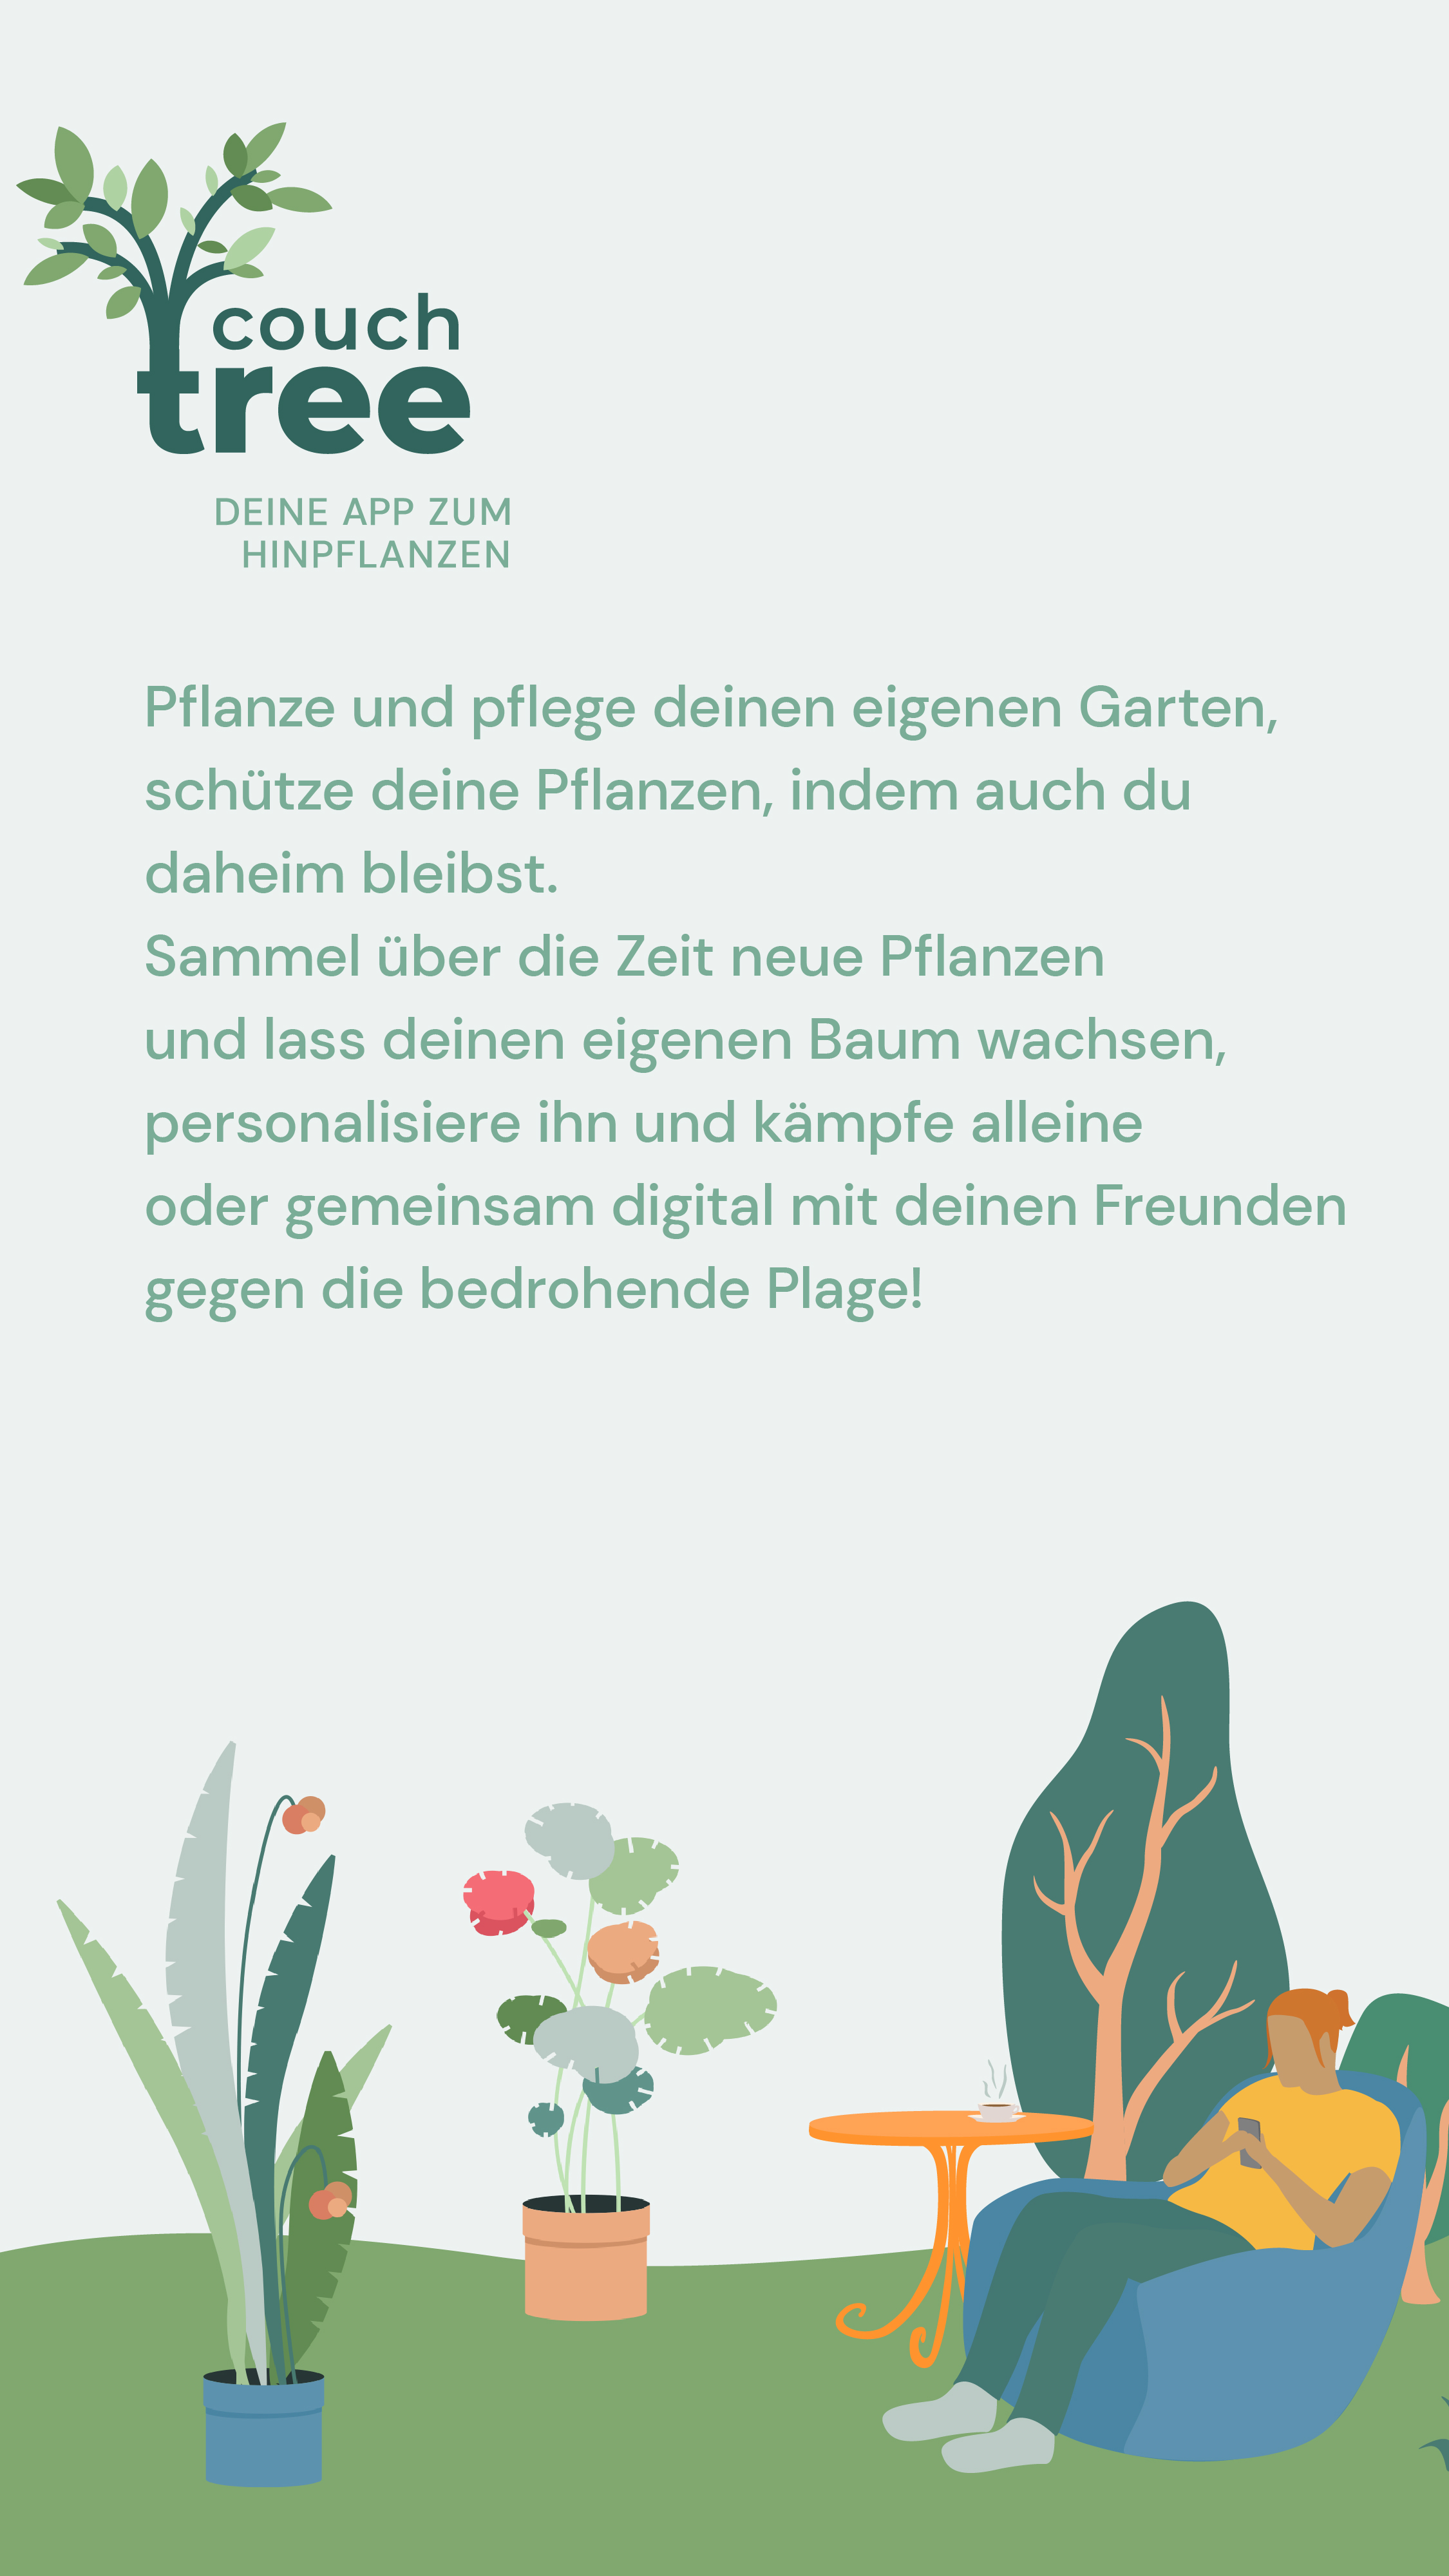 couch
tree
DEINE APP ZUM
HINPFLANZEN
Pflanze und pflege deinen eigenen Garten,
schütze deine Pflanzen, indem auch du
daheim bleibst.
Sammel über die Zeit neue Pflanzen
und lass deinen eigenen Baum wachsen,
personalisiere ihn und kämpfe alleine
oder gemeinsam digital mit deinen Freunden
gegen die bedrohende Plage!